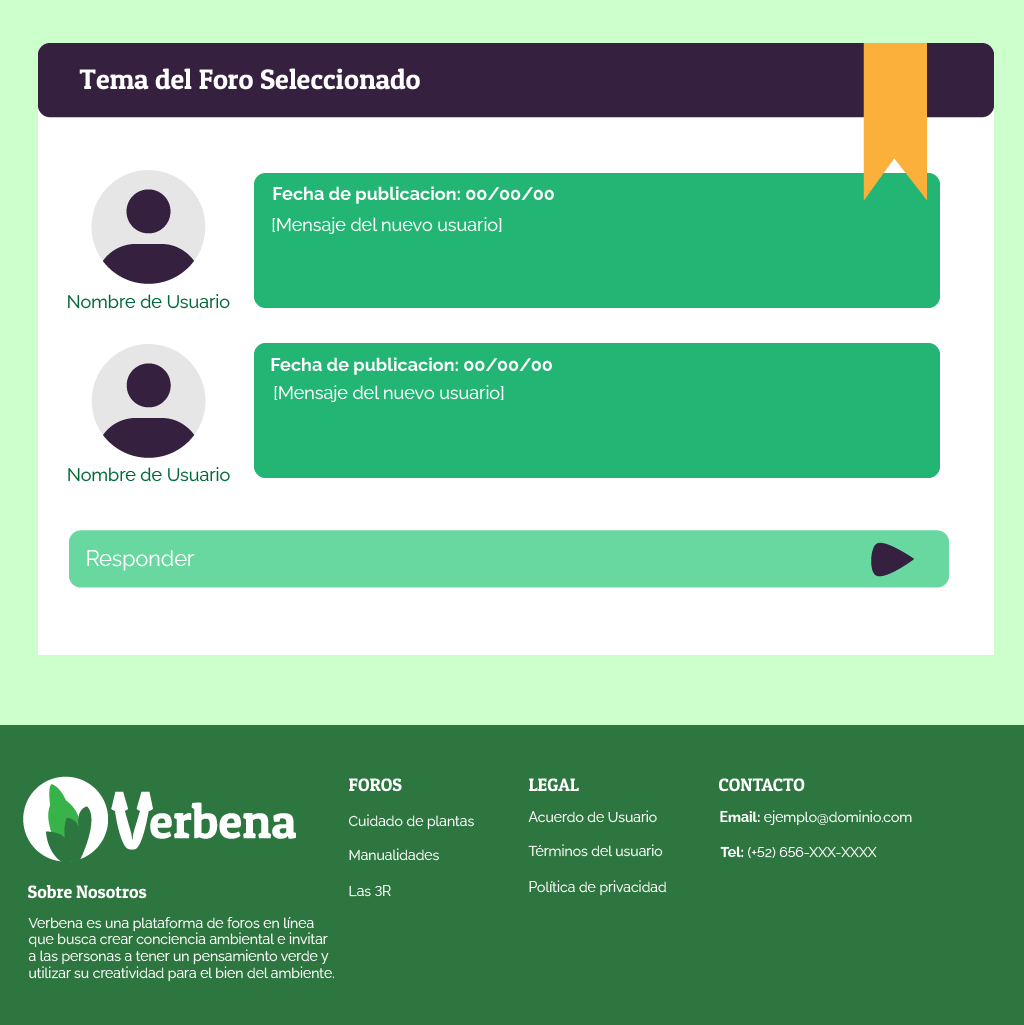 Tema del Foro Seleccionado
Fecha de publicacion: 00/00/00
[Mensaje del nuevo usuario]
Nombre de Usuario
Fecha de publicacion: 00/00/00
[Mensaje del nuevo usuario]
Nombre de Usuario
Responder
Verbena
Sobre Nosotros
Verbena es una plataforma de foros en línea
que busca crear conciencia ambiental e invitar
a las personas a tener un pensamiento verde y
utilizar su creatividad para el bien del ambiente.
FOROS
Cuidado de plantas
Manualidades
Las 3R
LEGAL
Acuerdo de Usuario
Términos del usuario
Política de privacidad
CONTACTO
Email: ejemplo@dominio.com
Tel: (+52) 656-XXX-XXXX